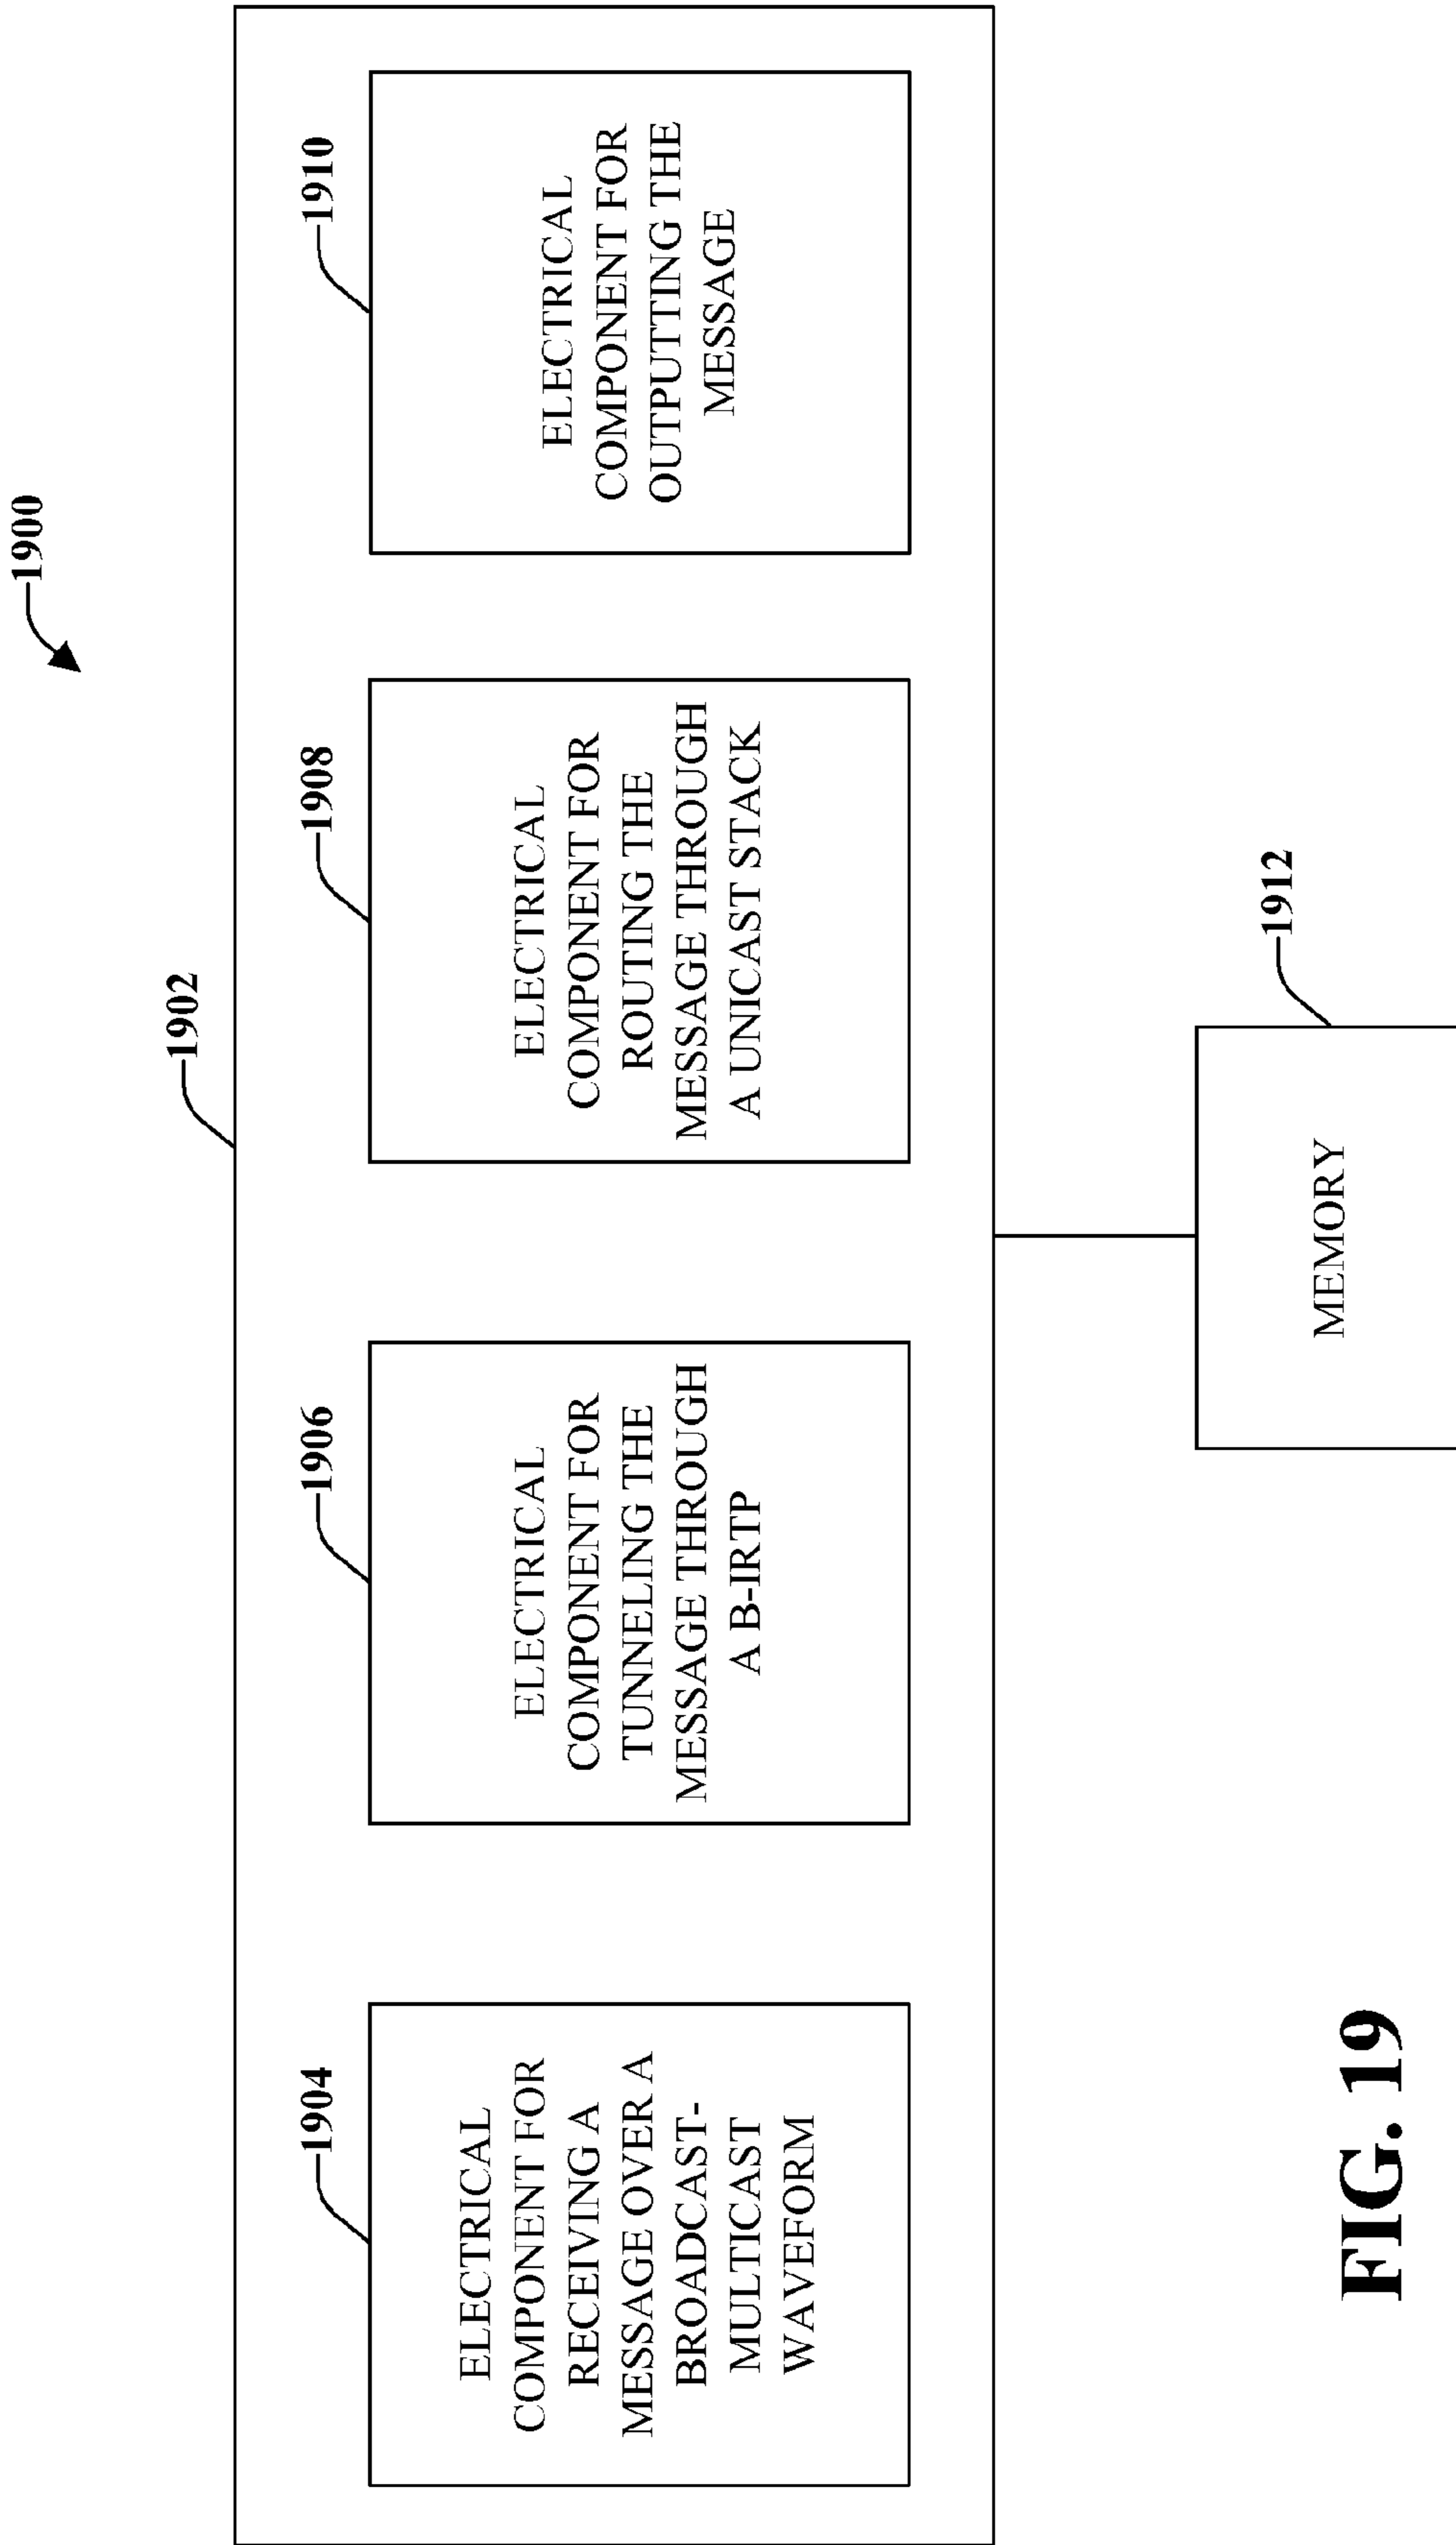 1900
1902
1904
ELECTRICAL
COMPONENT FOR
RECEIVING A
MESSAGE OVER A
BROADCAST-
MULTICAST
WAVEFORM
1906
ELECTRICAL
COMPONENT FOR
TUNNELING THE
MESSAGE THROUGH
A B-IRTP
1908
ELECTRICAL
COMPONENT FOR
ROUTING THE
MESSAGE THROUGH
A UNICAST STACK
1910
ELECTRICAL
COMPONENT FOR
OUTPUTTING THE
MESSAGE
1912
MEMORY
FIG. 19